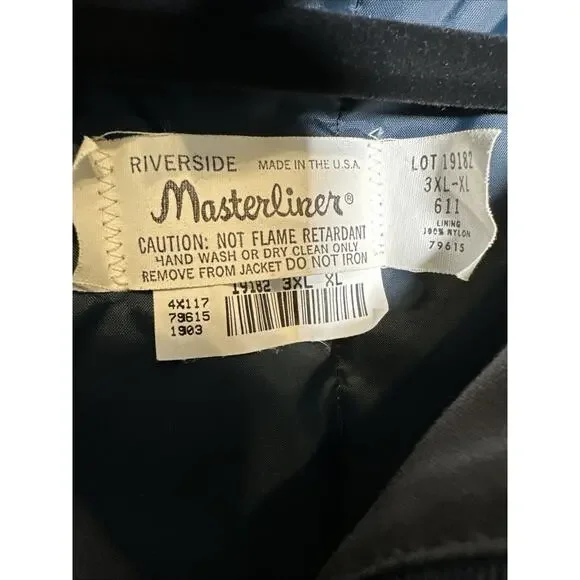 RIVERSIDE MADE IN THE U.S.A.
Masterliner®
CAUTION: NOT FLAME RETARDANT
HAND WASH OR DRY CLEAN ONLY
REMOVE FROM JACKET DO NOT IRON
LOT 19182
3XL-XL
611
LINING
100% NYLON
79615
19182 3XL XL
4X117
79615
1903